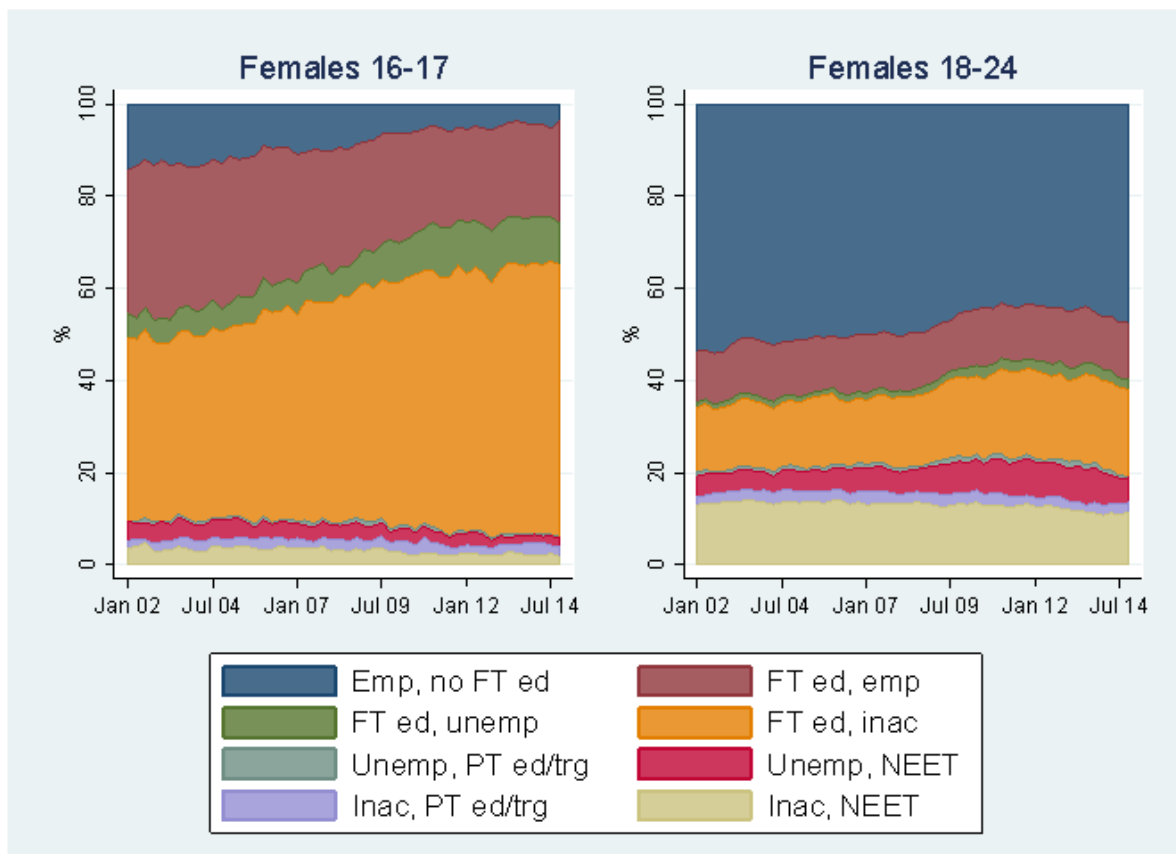 Females 16-17
Females 18-24
100
80
60
40
20
0
%
Jan 02 Jul 04 Jan 07 Jul 09 Jan 12 Jul 14
100
80
60
40
20
0
%
Jan 02 Jul 04 Jan 07 Jul 09 Jan 12 Jul 14
Emp, no FT ed
FT ed, emp
FT ed, unemp
FT ed, inac
Unemp, PT ed/trg
Unemp, NEET
Inac, PT ed/trg
Inac, NEET